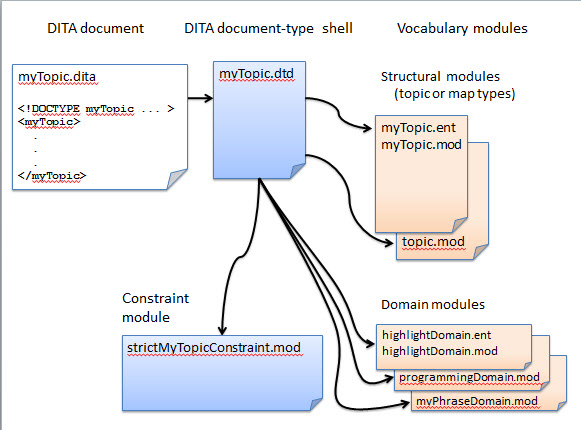 DITA document
DITA document-type shell
Vocabulary modules
myTopic.dita
<!DOCTYPE myTopic ... >
<myTopic>
.
.
.
</myTopic>
myTopic.dtd
Structural modules
(topic or map types)
myTopic.ent
myTopic.mod
topic.mod
Constraint
module
strictMyTopicConstraint.mod
Domain modules
highlightDomain.ent
highlightDomain.mod
programmingDomain.mod
myPhraseDomain.mod